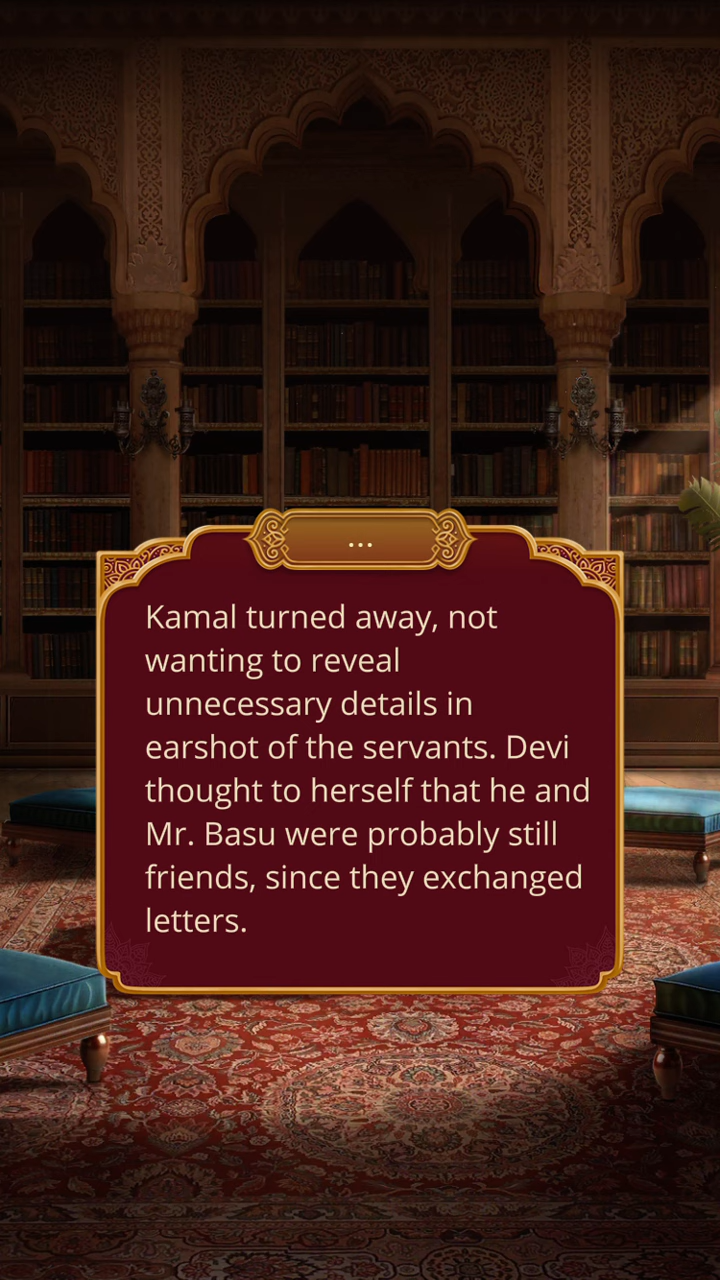 ...
Kamal turned away, not
wanting to reveal
unnecessary details in
earshot of the servants. Devi
thought to herself that he and
Mr. Basu were probably still
friends, since they exchanged
letters.